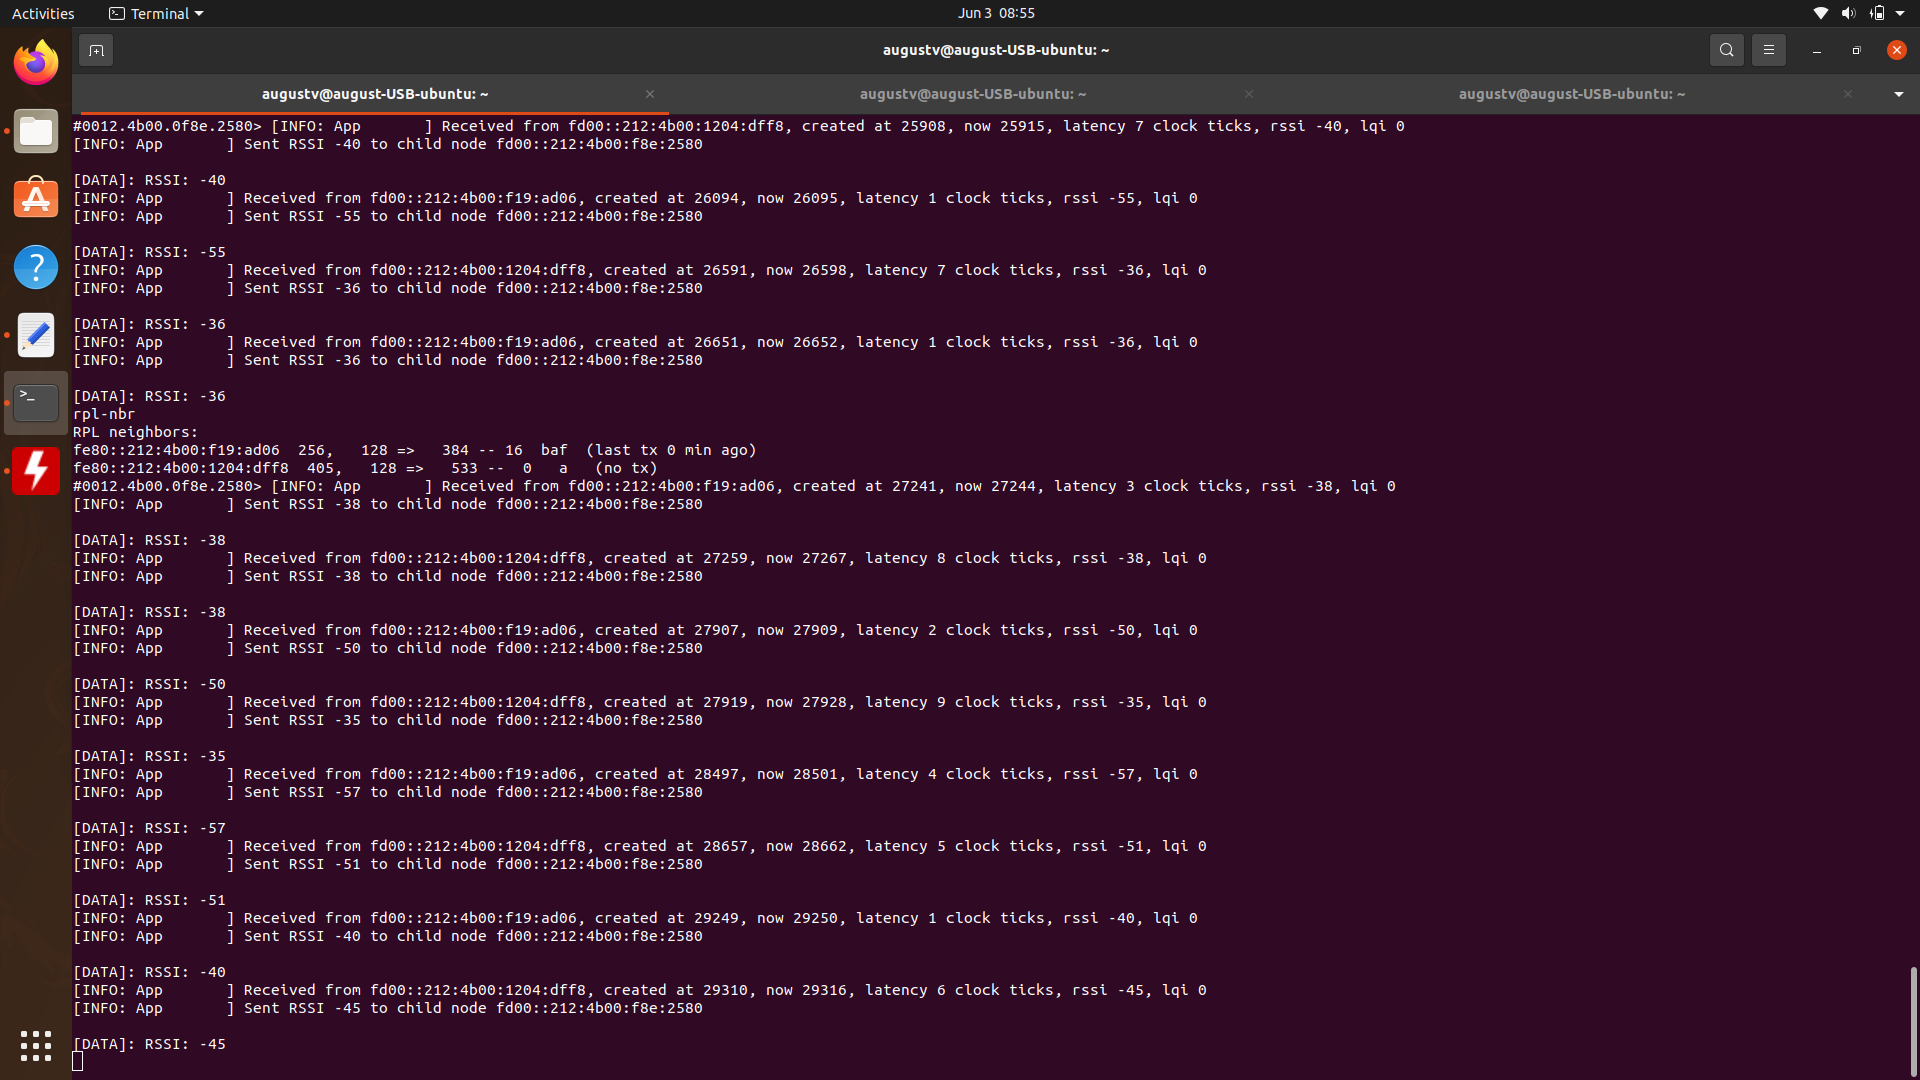 Activities Terminal Jun 3 08:55
augustv@august-USB-ubuntu: ~
augustv@august-USB-ubuntu: ~ augustv@august-USB-ubuntu: ~ augustv@august-USB-ubuntu: ~
#0012.4b00.0f8e.2580> [INFO: App       ] Received from fd00::212:4b00:1204:dff8, created at 25908, now 25915, latency 7 clock ticks, rssi -40, lqi 0
[INFO: App       ] Sent RSSI -40 to child node fd00::212:4b00:f8e:2580
[DATA]: RSSI: -40
[INFO: App       ] Received from fd00::212:4b00:f19:ad06, created at 26094, now 26095, latency 1 clock ticks, rssi -55, lqi 0
[INFO: App       ] Sent RSSI -55 to child node fd00::212:4b00:f8e:2580
[DATA]: RSSI: -55
[INFO: App       ] Received from fd00::212:4b00:1204:dff8, created at 26591, now 26598, latency 7 clock ticks, rssi -36, lqi 0
[INFO: App       ] Sent RSSI -36 to child node fd00::212:4b00:f8e:2580
[DATA]: RSSI: -36
[INFO: App       ] Received from fd00::212:4b00:f19:ad06, created at 26651, now 26652, latency 1 clock ticks, rssi -36, lqi 0
[INFO: App       ] Sent RSSI -36 to child node fd00::212:4b00:f8e:2580
[DATA]: RSSI: -36
rpl-nbr
RPL neighbors:
fe80::212:4b00:f19:ad06  256,   128 =>   384 -- 16  baf  (last tx 0 min ago)
fe80::212:4b00:1204:dff8  405,   128 =>   533 --  0   a   (no tx)
#0012.4b00.0f8e.2580> [INFO: App       ] Received from fd00::212:4b00:f19:ad06, created at 27241, now 27244, latency 3 clock ticks, rssi -38, lqi 0
[INFO: App       ] Sent RSSI -38 to child node fd00::212:4b00:f8e:2580
[DATA]: RSSI: -38
[INFO: App       ] Received from fd00::212:4b00:1204:dff8, created at 27259, now 27267, latency 8 clock ticks, rssi -38, lqi 0
[INFO: App       ] Sent RSSI -38 to child node fd00::212:4b00:f8e:2580
[DATA]: RSSI: -38
[INFO: App       ] Received from fd00::212:4b00:f19:ad06, created at 27907, now 27909, latency 2 clock ticks, rssi -50, lqi 0
[INFO: App       ] Sent RSSI -50 to child node fd00::212:4b00:f8e:2580
[DATA]: RSSI: -50
[INFO: App       ] Received from fd00::212:4b00:1204:dff8, created at 27919, now 27928, latency 9 clock ticks, rssi -35, lqi 0
[INFO: App       ] Sent RSSI -35 to child node fd00::212:4b00:f8e:2580
[DATA]: RSSI: -35
[INFO: App       ] Received from fd00::212:4b00:f19:ad06, created at 28497, now 28501, latency 4 clock ticks, rssi -57, lqi 0
[INFO: App       ] Sent RSSI -57 to child node fd00::212:4b00:f8e:2580
[DATA]: RSSI: -57
[INFO: App       ] Received from fd00::212:4b00:1204:dff8, created at 28657, now 28662, latency 5 clock ticks, rssi -51, lqi 0
[INFO: App       ] Sent RSSI -51 to child node fd00::212:4b00:f8e:2580
[DATA]: RSSI: -51
[INFO: App       ] Received from fd00::212:4b00:f19:ad06, created at 29249, now 29250, latency 1 clock ticks, rssi -40, lqi 0
[INFO: App       ] Sent RSSI -40 to child node fd00::212:4b00:f8e:2580
[DATA]: RSSI: -40
[INFO: App       ] Received from fd00::212:4b00:1204:dff8, created at 29310, now 29316, latency 6 clock ticks, rssi -45, lqi 0
[INFO: App       ] Sent RSSI -45 to child node fd00::212:4b00:f8e:2580
[DATA]: RSSI: -45